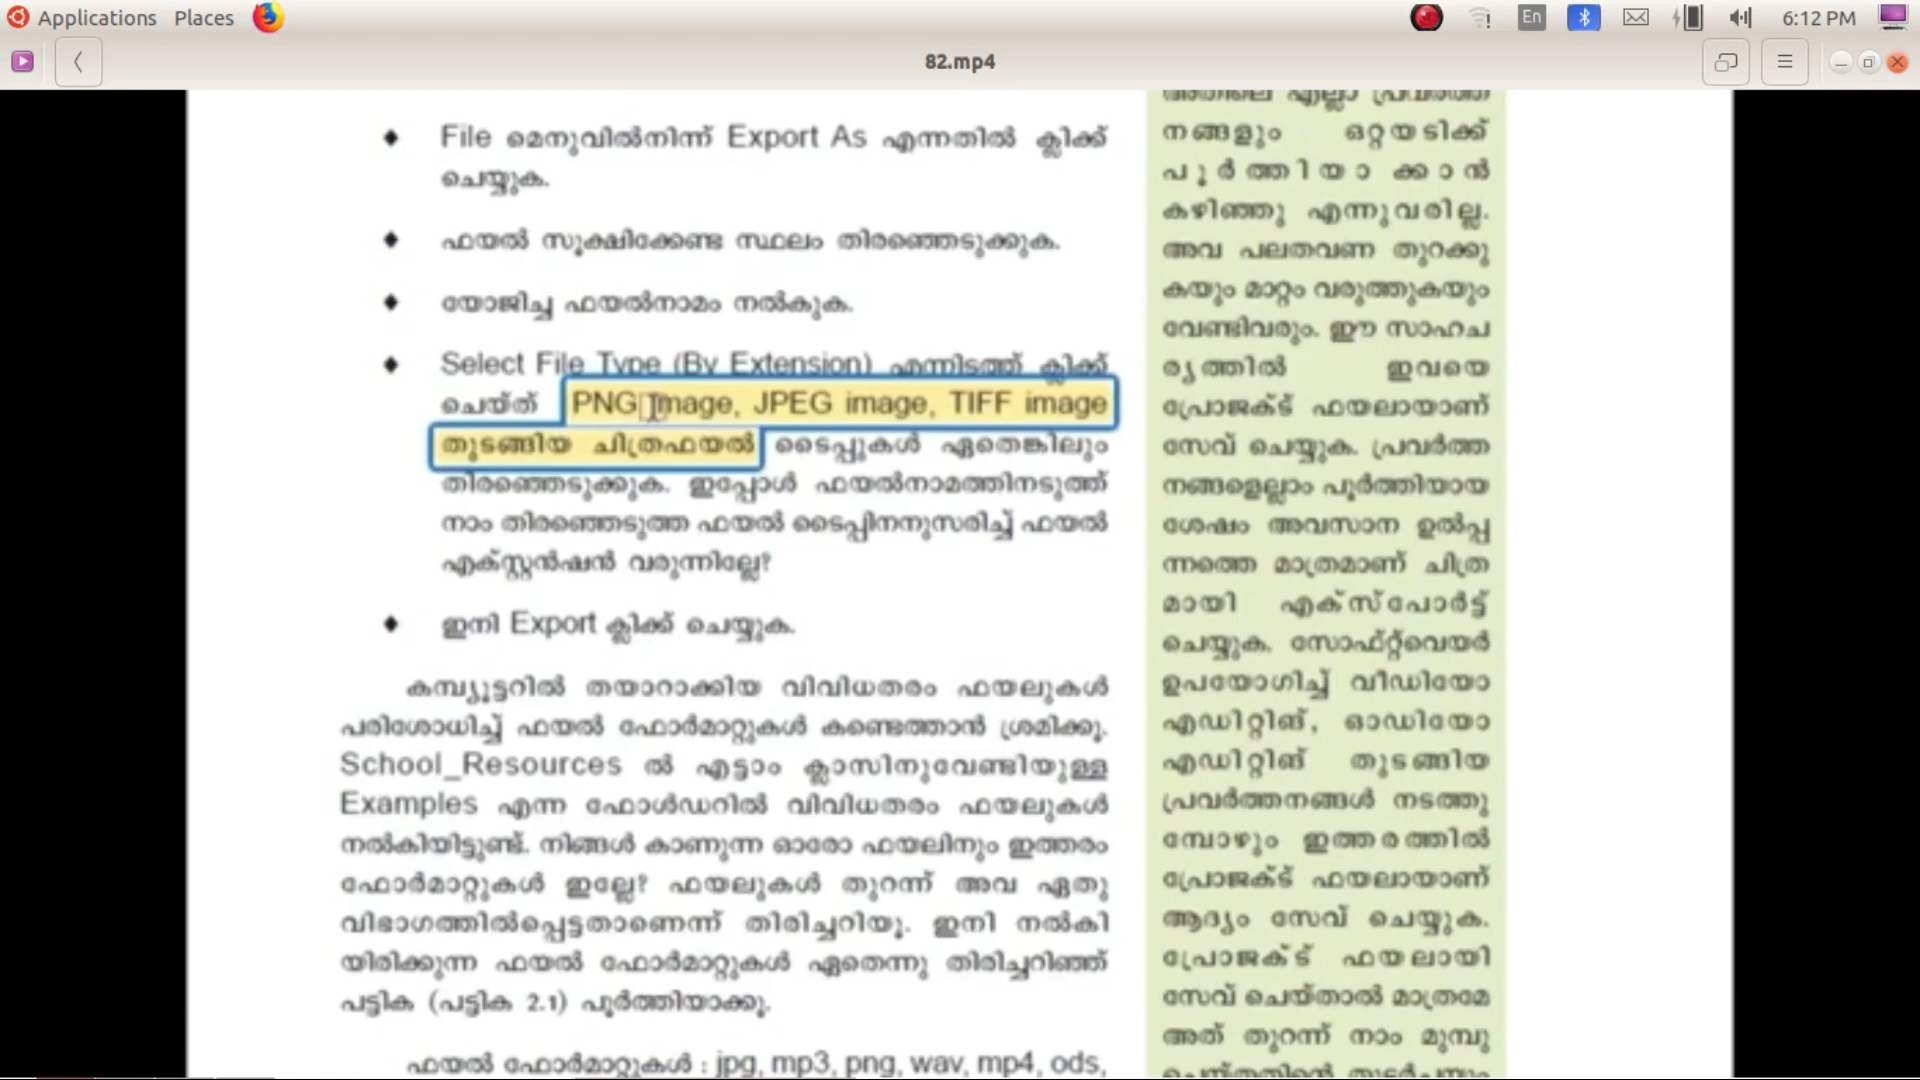 Applications Places
En
6:12 PM
82.mp4
♦ File മെനുവിൽനിന്ന് Export As എന്നതിൽ ക്ലിക്ക്
ചെയ്യുക.
♦ ഫയൽ സൂക്ഷിക്കേണ്ട സ്ഥലം തിരഞ്ഞെടുക്കുക.
♦ യോജിച്ച ഫയൽനാമം നൽകുക.
♦ Select File Type (By Extension) എന്നിടത്ത് ക്ലിക്ക്
ചെയ്ത് PNG image, JPEG image, TIFF image
തുടങ്ങിയ ചിത്രഫയൽ ടൈപ്പുകൾ ഏതെങ്കിലും
തിരഞ്ഞെടുക്കുക. ഇപ്പോൾ ഫയൽനാമത്തിനടുത്ത്
നാം തിരഞ്ഞെടുത്ത ഫയൽ ടൈപ്പിനനുസരിച്ച് ഫയൽ
എക്സ്റ്റൻഷൻ വരുന്നില്ലേ?
♦ ഇനി Export ക്ലിക്ക് ചെയ്യുക.
കമ്പ്യൂട്ടറിൽ തയാറാക്കിയ വിവിധതരം ഫയലുകൾ
പരിശോധിച്ച് ഫയൽ ഫോർമാറ്റുകൾ കണ്ടെത്താൻ ശ്രമിക്കൂ.
School_Resources ൽ എട്ടാം ക്ലാസിനുവേണ്ടിയുള്ള
Examples എന്ന ഫോൾഡറിൽ വിവിധതരം ഫയലുകൾ
നൽകിയിട്ടുണ്ട്. നിങ്ങൾ കാണുന്ന ഓരോ ഫയലിനും ഇത്തരം
ഫോർമാറ്റുകൾ ഇല്ലേ? ഫയലുകൾ തുറന്ന് അവ ഏതു
വിഭാഗത്തിൽപ്പെട്ടതാണെന്ന് തിരിച്ചറിയൂ. ഇനി നൽകി
യിരിക്കുന്ന ഫയൽ ഫോർമാറ്റുകൾ ഏതെന്നു തിരിച്ചറിഞ്ഞ്
പട്ടിക (പട്ടിക 2.1) പൂർത്തിയാക്കൂ.
ഫയൽ ഫോർമാറ്റുകൾ : jpg, mp3, png, wav, mp4, ods,
അതിലെ എല്ലാ പ്രവർത്ത
നങ്ങളും ഒറ്റയടിക്ക്
പൂർത്തിയാക്കാൻ
കഴിഞ്ഞു എന്നുവരില്ല.
അവ പലതവണ തുറക്കു
കയും മാറ്റം വരുത്തുകയും
വേണ്ടിവരും. ഈ സാഹച
ര്യത്തിൽ ഇവയെ
പ്രോജക്ട് ഫയലായാണ്
സേവ് ചെയ്യുക. പ്രവർത്ത
നങ്ങളെല്ലാം പൂർത്തിയായ
ശേഷം അവസാന ഉൽപ്പ
ന്നത്തെ മാത്രമാണ് ചിത്ര
മായി എക്സ്പോർട്ട്
ചെയ്യുക. സോഫ്റ്റ്‌വെയർ
ഉപയോഗിച്ച് വീഡിയോ
എഡിറ്റിങ്, ഓഡിയോ
എഡിറ്റിങ് തുടങ്ങിയ
പ്രവർത്തനങ്ങൾ നടത്തു
മ്പോഴും ഇത്തരത്തിൽ
പ്രോജക്ട് ഫയലായാണ്
ആദ്യം സേവ് ചെയ്യുക.
പ്രോജക്ട് ഫയലായി
സേവ് ചെയ്താൽ മാത്രമേ
അത് തുറന്ന് നാം മുമ്പു
ചെയ്തതിന്റെ തുടർച്ചയും